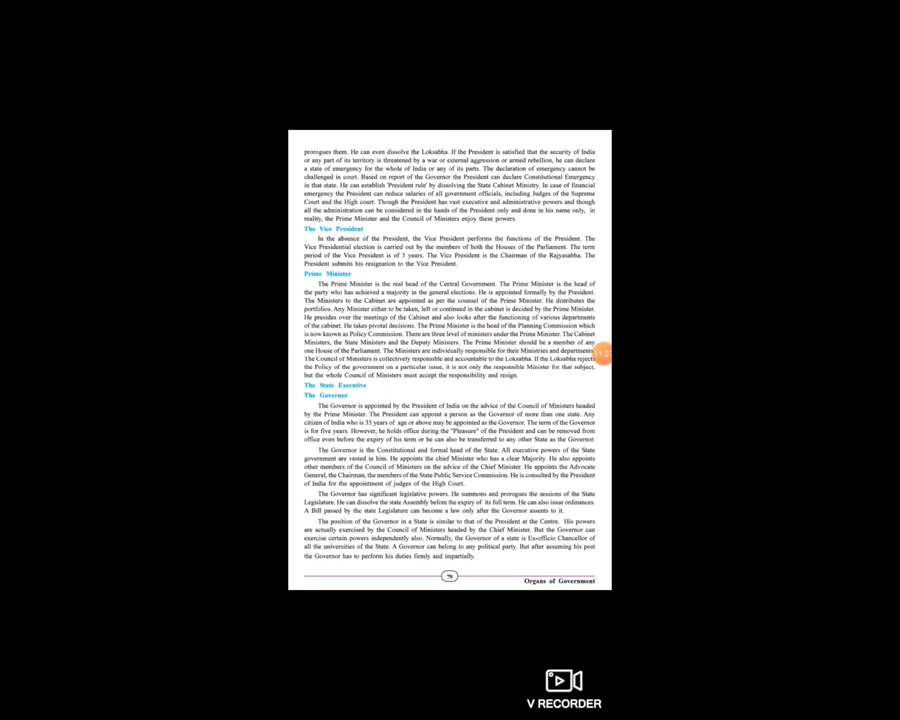 prorogues them. He can even dissolve the Loksabha. If the President is satisfied that the security of India
or any part of its territory is threatened by a war or external aggression or armed rebellion, he can declare
a state of emergency for the whole of India or any of its parts. The declaration of emergency cannot be
challenged in court. Based on report of the Governor the President can declare Constitutional Emergency
in that state. He can establish 'President rule' by dissolving the State Cabinet Ministry. In case of financial
emergency the President can reduce salaries of all government officials, including Judges of the Supreme
Court and the High court. Though the President has vast executive and administrative powers and though
all the administration can be considered in the hands of the President only and done in his name only, in
reality, the Prime Minister and the Council of Ministers enjoy these powers.
The Vice President
In the absence of the President, the Vice President performs the functions of the President. The
Vice Presidential election is carried out by the members of both the Houses of the Parliament. The term
period of the Vice President is of 5 years. The Vice President is the Chairman of the Rajyasabha. The
President submits his resignation to the Vice President.
Prime Minister
The Prime Minister is the real head of the Central Government. The Prime Minister is the head of
the party who has achieved a majority in the general elections. He is appointed formally by the President.
The Ministers to the Cabinet are appointed as per the counsel of the Prime Minister. He distributes the
portfolios. Any Minister either to be taken, left or continued in the cabinet is decided by the Prime Minister.
He presides over the meetings of the Cabinet and also looks after the functioning of various departments
of the cabinet. He takes pivotal decisions. The Prime Minister is the head of the Planning Commission which
is now known as Policy Commission. There are three level of ministers under the Prime Minister. The Cabinet
Ministers, the State Ministers and the Deputy Ministers. The Prime Minister should be a member of any
one House of the Parliament. The Ministers are individually responsible for their Ministries and departments
The Council of Ministers is collectively responsible and accountable to the Loksabha. If the Loksabha rejects
the Policy of the government on a particular issue, it is not only the responsible Minister for that subject,
but the whole Council of Ministers must accept the responsibility and resign.
The State Executive
The Governor
The Governor is appointed by the President of India on the advice of the Council of Ministers headed
by the Prime Minister. The President can appoint a person as the Governor of more than one state. Any
citizen of India who is 35 years of age or above may be appointed as the Governor. The term of the Governor
is for five years. However, he holds office during the "Pleasure" of the President and can be removed from
office even before the expiry of his term or he can also be transferred to any other State as the Governor.
The Governor is the Constitutional and formal head of the State. All executive powers of the State
government are vested in him. He appoints the chief Minister who has a clear Majority. He also appoints
other members of the Council of Ministers on the advice of the Chief Minister. He appoints the Advocate
General, the Chairman, the members of the State Public Service Commission. He is consulted by the President
of India for the appointment of judges of the High Court.
The Governor has significant legislative powers. He summons and prorogues the sessions of the State
Legislature. He can dissolve the state Assembly before the expiry of its full term. He can also issue ordinances.
A Bill passed by the state Legislature can become a law only after the Governor assents to it.
The position of the Governor in a State is similar to that of the President at the Centre. His powers
are actually exercised by the Council of Ministers headed by the Chief Minister. But the Governor can
exercise certain powers independently also. Normally, the Governor of a state is Ex-officio Chancellor of
all the universities of the State. A Governor can belong to any political party. But after assuming his post
the Governor has to perform his duties firmly and impartially.
79
Organs of Government
V RECORDER